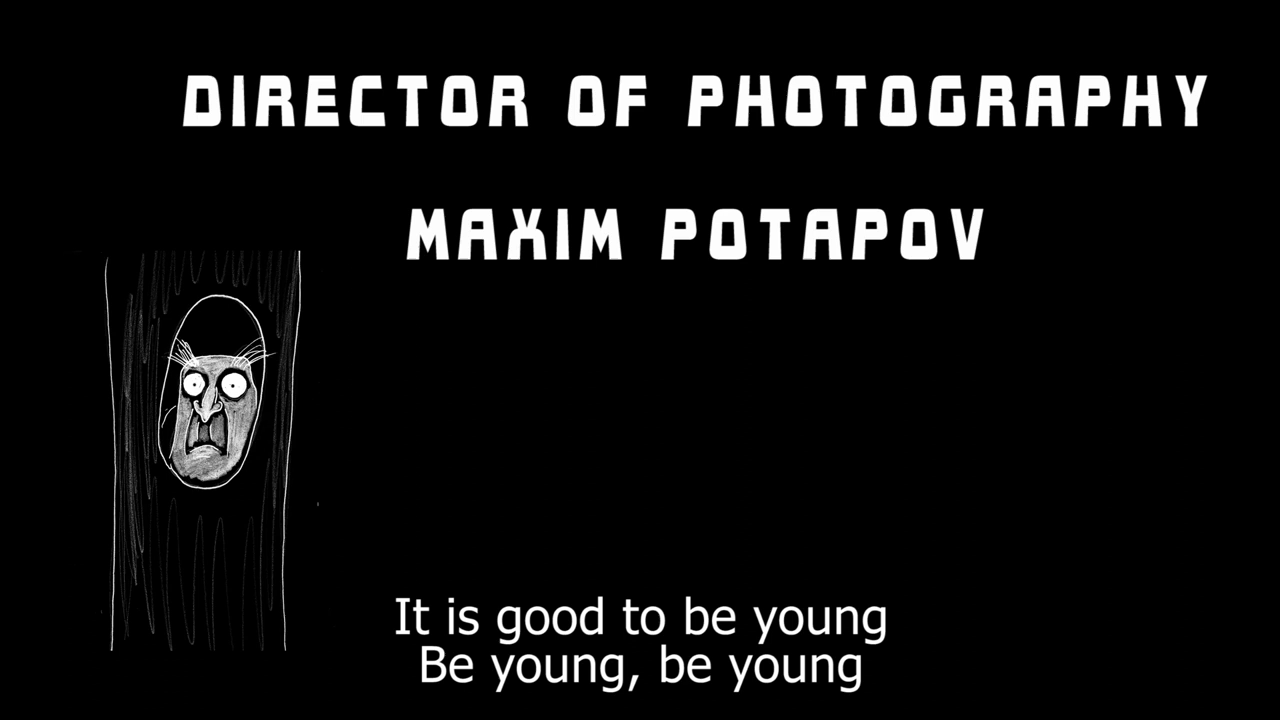 DIRECTOR OF PHOTOGRAPHY
MAXIM POTAPOV
It is good to be young
Be young, be young